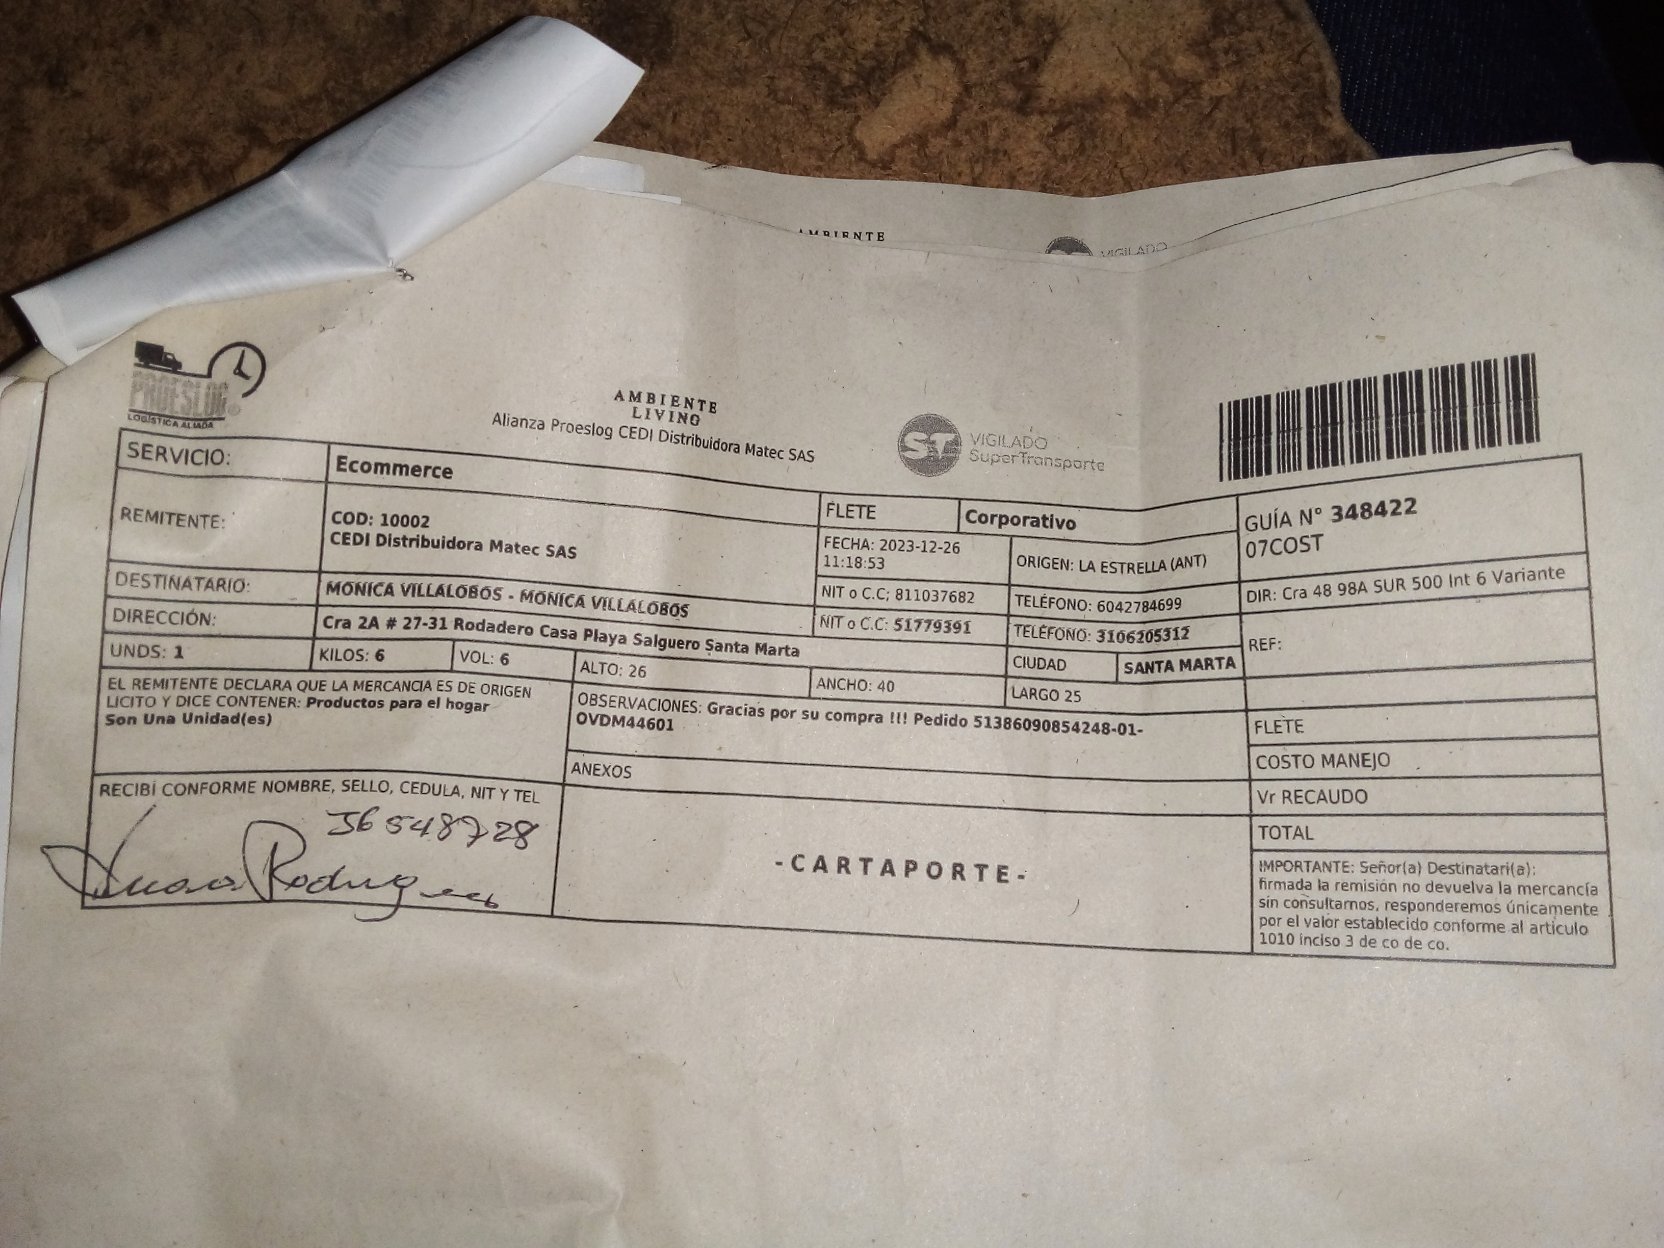 AMBIENTE
VIGILADO
PROESLOG
LOGÍSTICA ALIADA
AMBIENTE
LIVING
Alianza Proeslog CEDI Distribuidora Matec SAS
ST
VIGILADO
SuperTransporte
SERVICIO:
Ecommerce
REMITENTE:
COD: 10002
CEDI Distribuidora Matec SAS
FLETE
Corporativo
GUÍA N° 348422
07COST
FECHA: 2023-12-26
11:18:53
ORIGEN: LA ESTRELLA (ANT)
NIT o C.C; 811037682
TELÉFONO: 6042784699
DIR: Cra 48 98A SUR 500 Int 6 Variante
DESTINATARIO:
MONICA VILLALOBOS - MONICA VILLALOBOS
NIT o C.C: 51779391
TELÉFONO: 3106205312
REF:
DIRECCIÓN:
Cra 2A # 27-31 Rodadero Casa Playa Salguero Santa Marta
CIUDAD
SANTA MARTA
UNDS: 1
KILOS: 6
VOL: 6
ALTO: 26
ANCHO: 40
LARGO 25
EL REMITENTE DECLARA QUE LA MERCANCIA ES DE ORIGEN
LICITO Y DICE CONTENER: Productos para el hogar
Son Una Unidad(es)
OBSERVACIONES: Gracias por su compra !!! Pedido 51386090854248-01-
OVDM44601
FLETE
COSTO MANEJO
ANEXOS
Vr RECAUDO
RECIBÍ CONFORME NOMBRE, SELLO, CEDULA, NIT Y TEL
36548728
Rodriguez
-CARTAPORTE-
TOTAL
IMPORTANTE: Señor(a) Destinatari(a):
firmada la remisión no devuelva la mercancía
sin consultarnos, responderemos únicamente
por el valor establecido conforme al artículo
1010 inciso 3 de co de co.